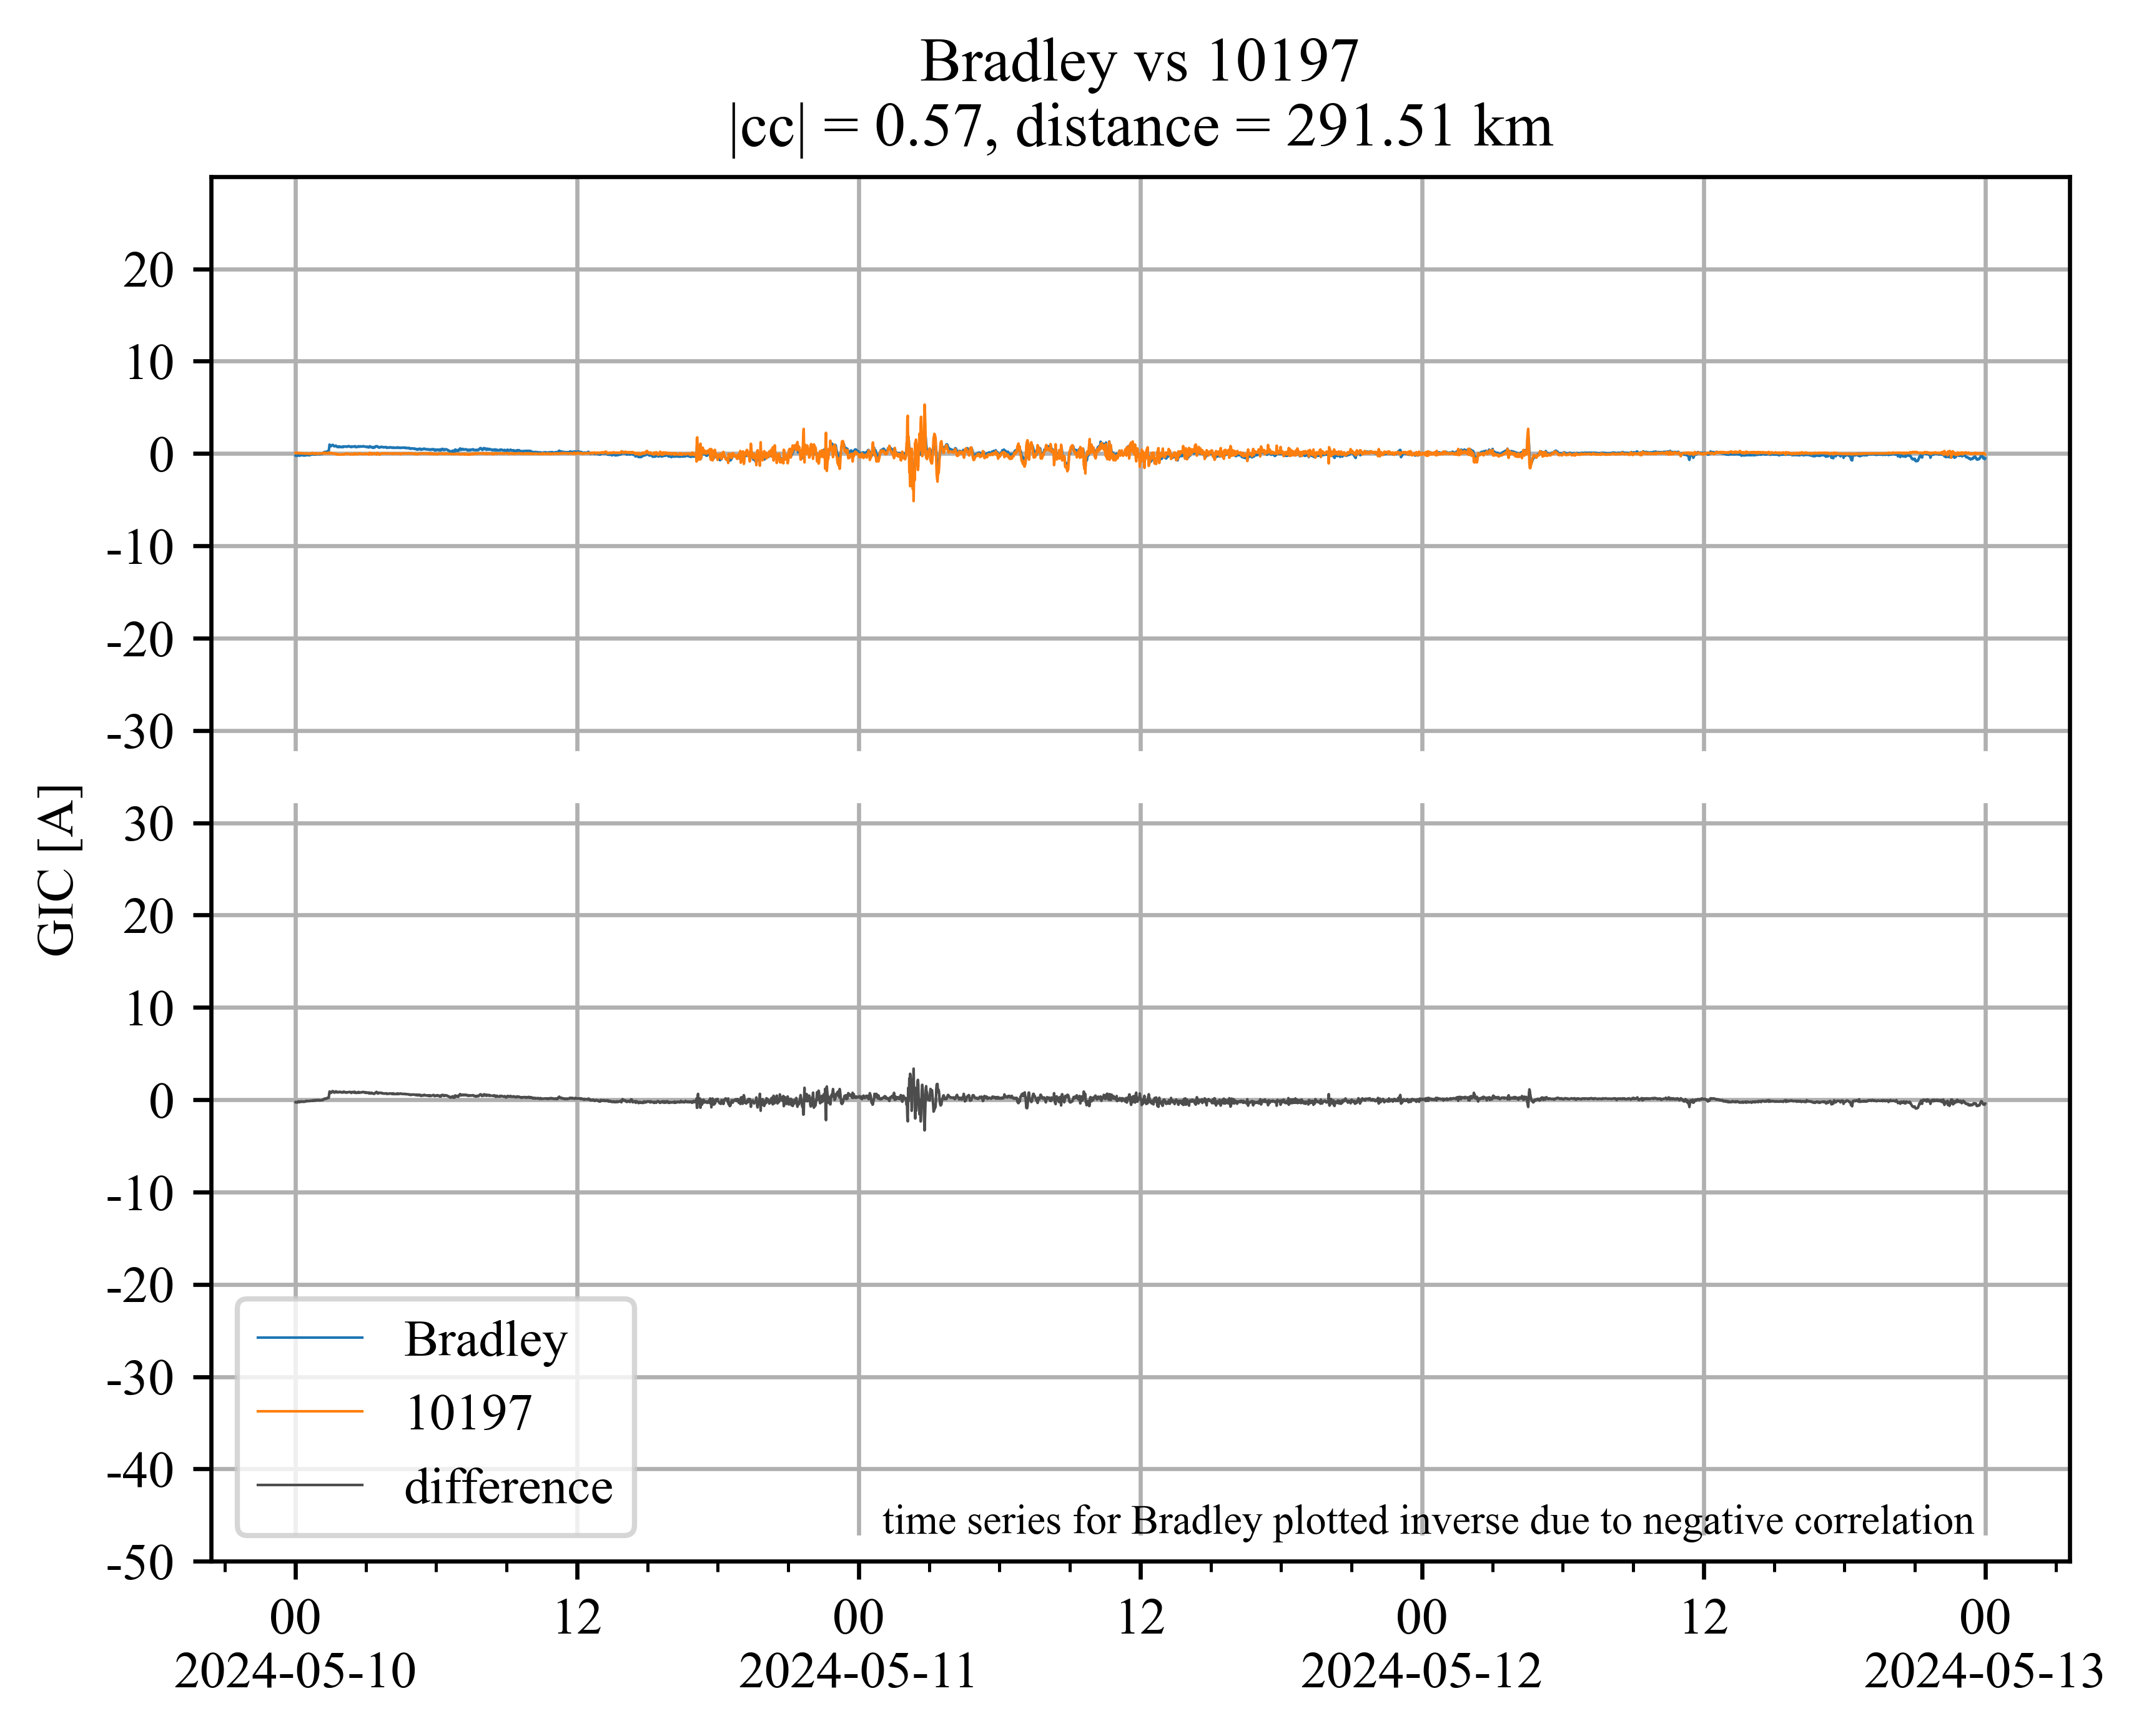 Bradley vs 10197
|cc| = 0.57, distance = 291.51 km
20
10
0
-10
-20
-30
30
20
10
0
-10
-20
-30
-40
-50
GIC [A]
Bradley
10197
difference
time series for Bradley plotted inverse due to negative correlation
00 12 00 12 00 12 00
2024-05-10 2024-05-11 2024-05-12 2024-05-13